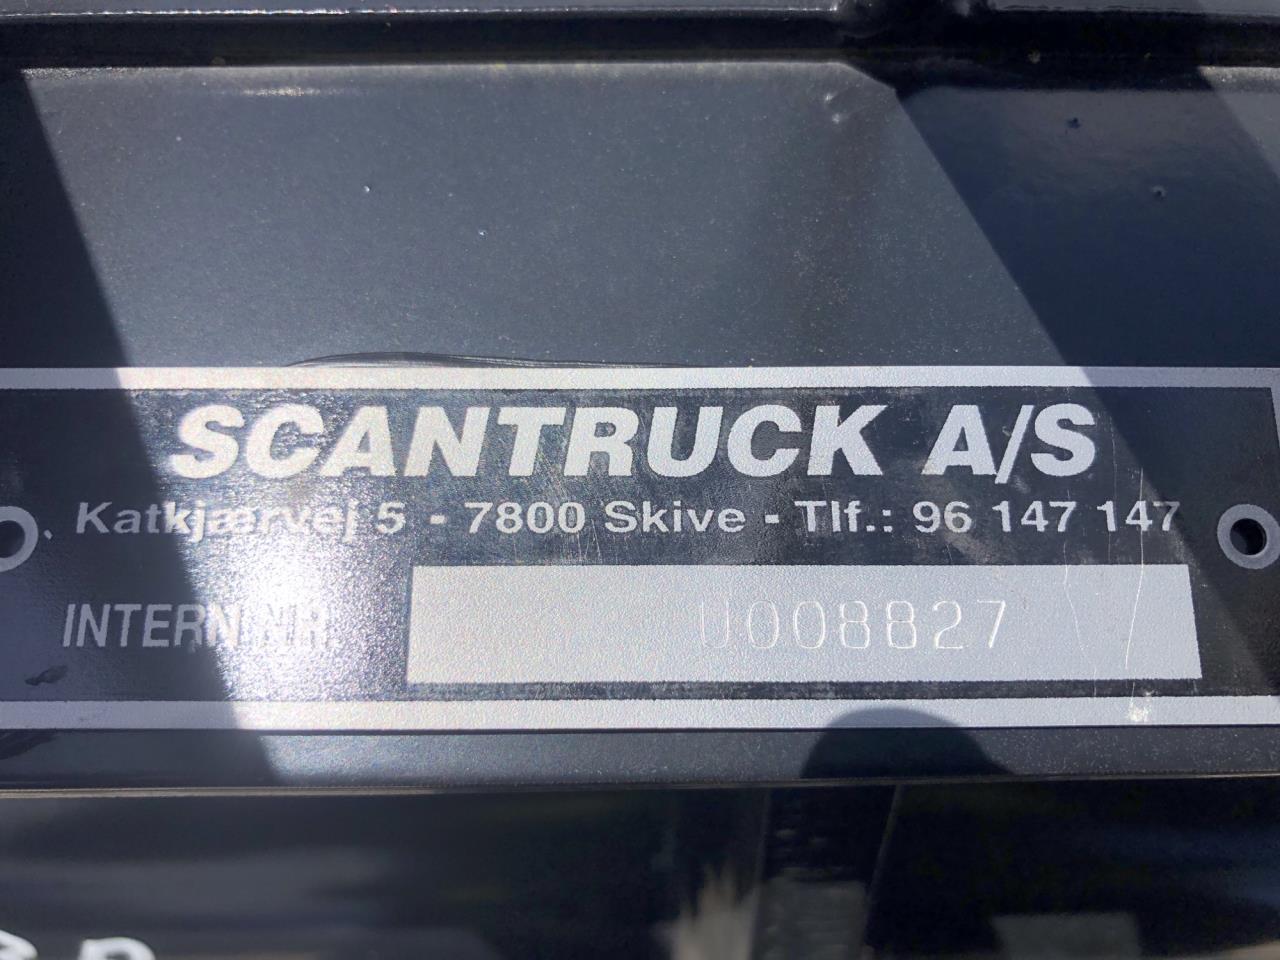 SCANTRUCK A/S
Katkjærvej 5 - 7800 Skive - Tlf.: 96 147 147
INTERN NR. U008827